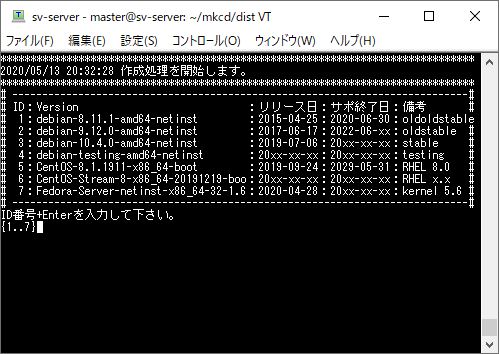 sv-server - master@sv-server: ~/mkcd/dist VT
ファイル(F) 編集(E) 設定(S) コントロール(O) ウィンドウ(W) ヘルプ(H)
*******************************************************************************
2020/05/13 20:32:28 作成処理を開始します。
*******************************************************************************
#-----------------------------------------------------------------------------#
# ID：Version ：リリース日：サポ終了日：備考 #
# 1：debian-8.11.1-amd64-netinst ：2015-04-25：2020-06-30：oldoldstable #
# 2：debian-9.12.0-amd64-netinst ：2017-06-17：2022-06-xx：oldstable #
# 3：debian-10.4.0-amd64-netinst ：2019-07-06：20xx-xx-xx：stable #
# 4：debian-testing-amd64-netinst ：20xx-xx-xx：20xx-xx-xx：testing #
# 5：CentOS-8.1.1911-x86_64-boot ：2019-09-24：2029-05-31：RHEL 8.0 #
# 6：CentOS-Stream-8-x86_64-20191219-boo：20xx-xx-xx：20xx-xx-xx：RHEL x.x #
# 7：Fedora-Server-netinst-x86_64-32-1.6：2020-04-28：20xx-xx-xx：kernel 5.6 #
#-----------------------------------------------------------------------------#
ID番号+Enterを入力して下さい。
{1..7}